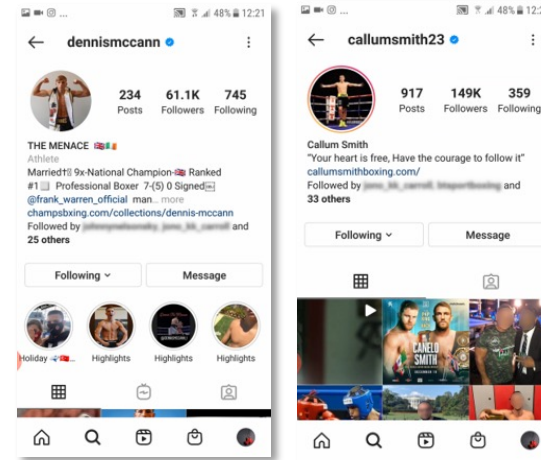 48% 12:21
dennismccann
234 61.1K 745
Posts Followers Following
THE MENACE
Athlete
Married 9x-National Champion Ranked
#1 Professional Boxer 7-(5) 0 Signed
@frank_warren_official man... more
champsbxing.com/collections/dennis-mccann
Followed by and
25 others
Following Message
Holiday Highlights Highlights Highlights
48% 12:2
callumsmith23
917 149K 359
Posts Followers Following
Callum Smith
"Your heart is free, Have the courage to follow it"
callumsmithboxing.com/
Followed by and
33 others
Following Message
CANELO
SMITH